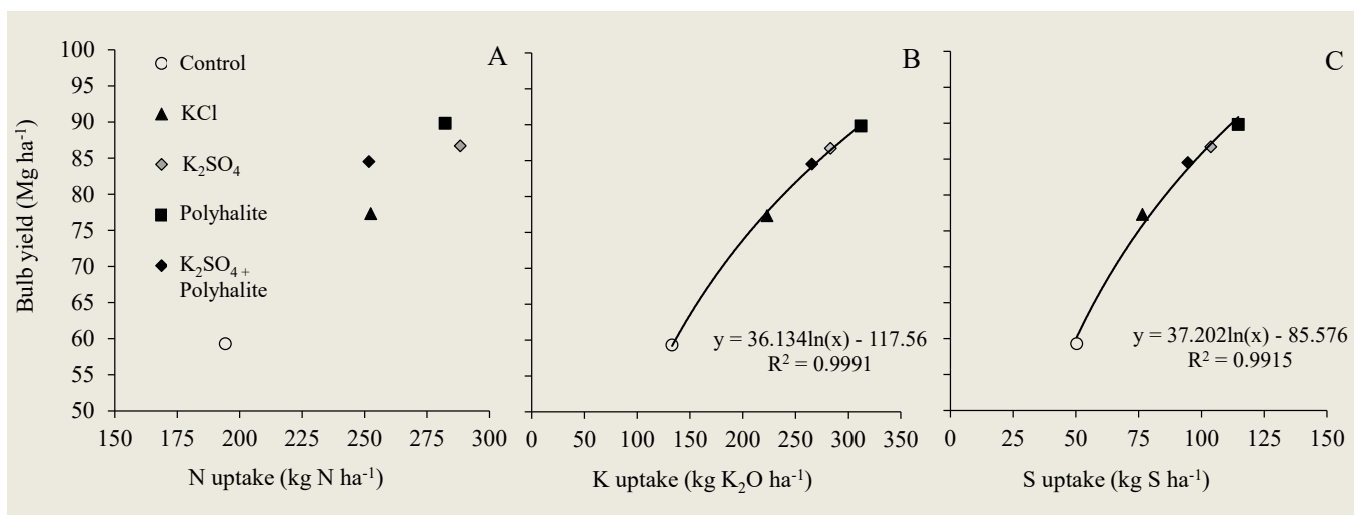 Bulb yield (Mg ha⁻¹)
100
95
90
85
80
75
70
65
60
55
50
Control
KCl
K₂SO₄
Polyhalite
K₂SO₄ ₊
Polyhalite
A
150 175 200 225 250 275 300
N uptake (kg N ha⁻¹)
B
y = 36.134ln(x) - 117.56
R² = 0.9991
0 50 100 150 200 250 300 350
K uptake (kg K₂O ha⁻¹)
C
y = 37.202ln(x) - 85.576
R² = 0.9915
0 25 50 75 100 125 150
S uptake (kg S ha⁻¹)